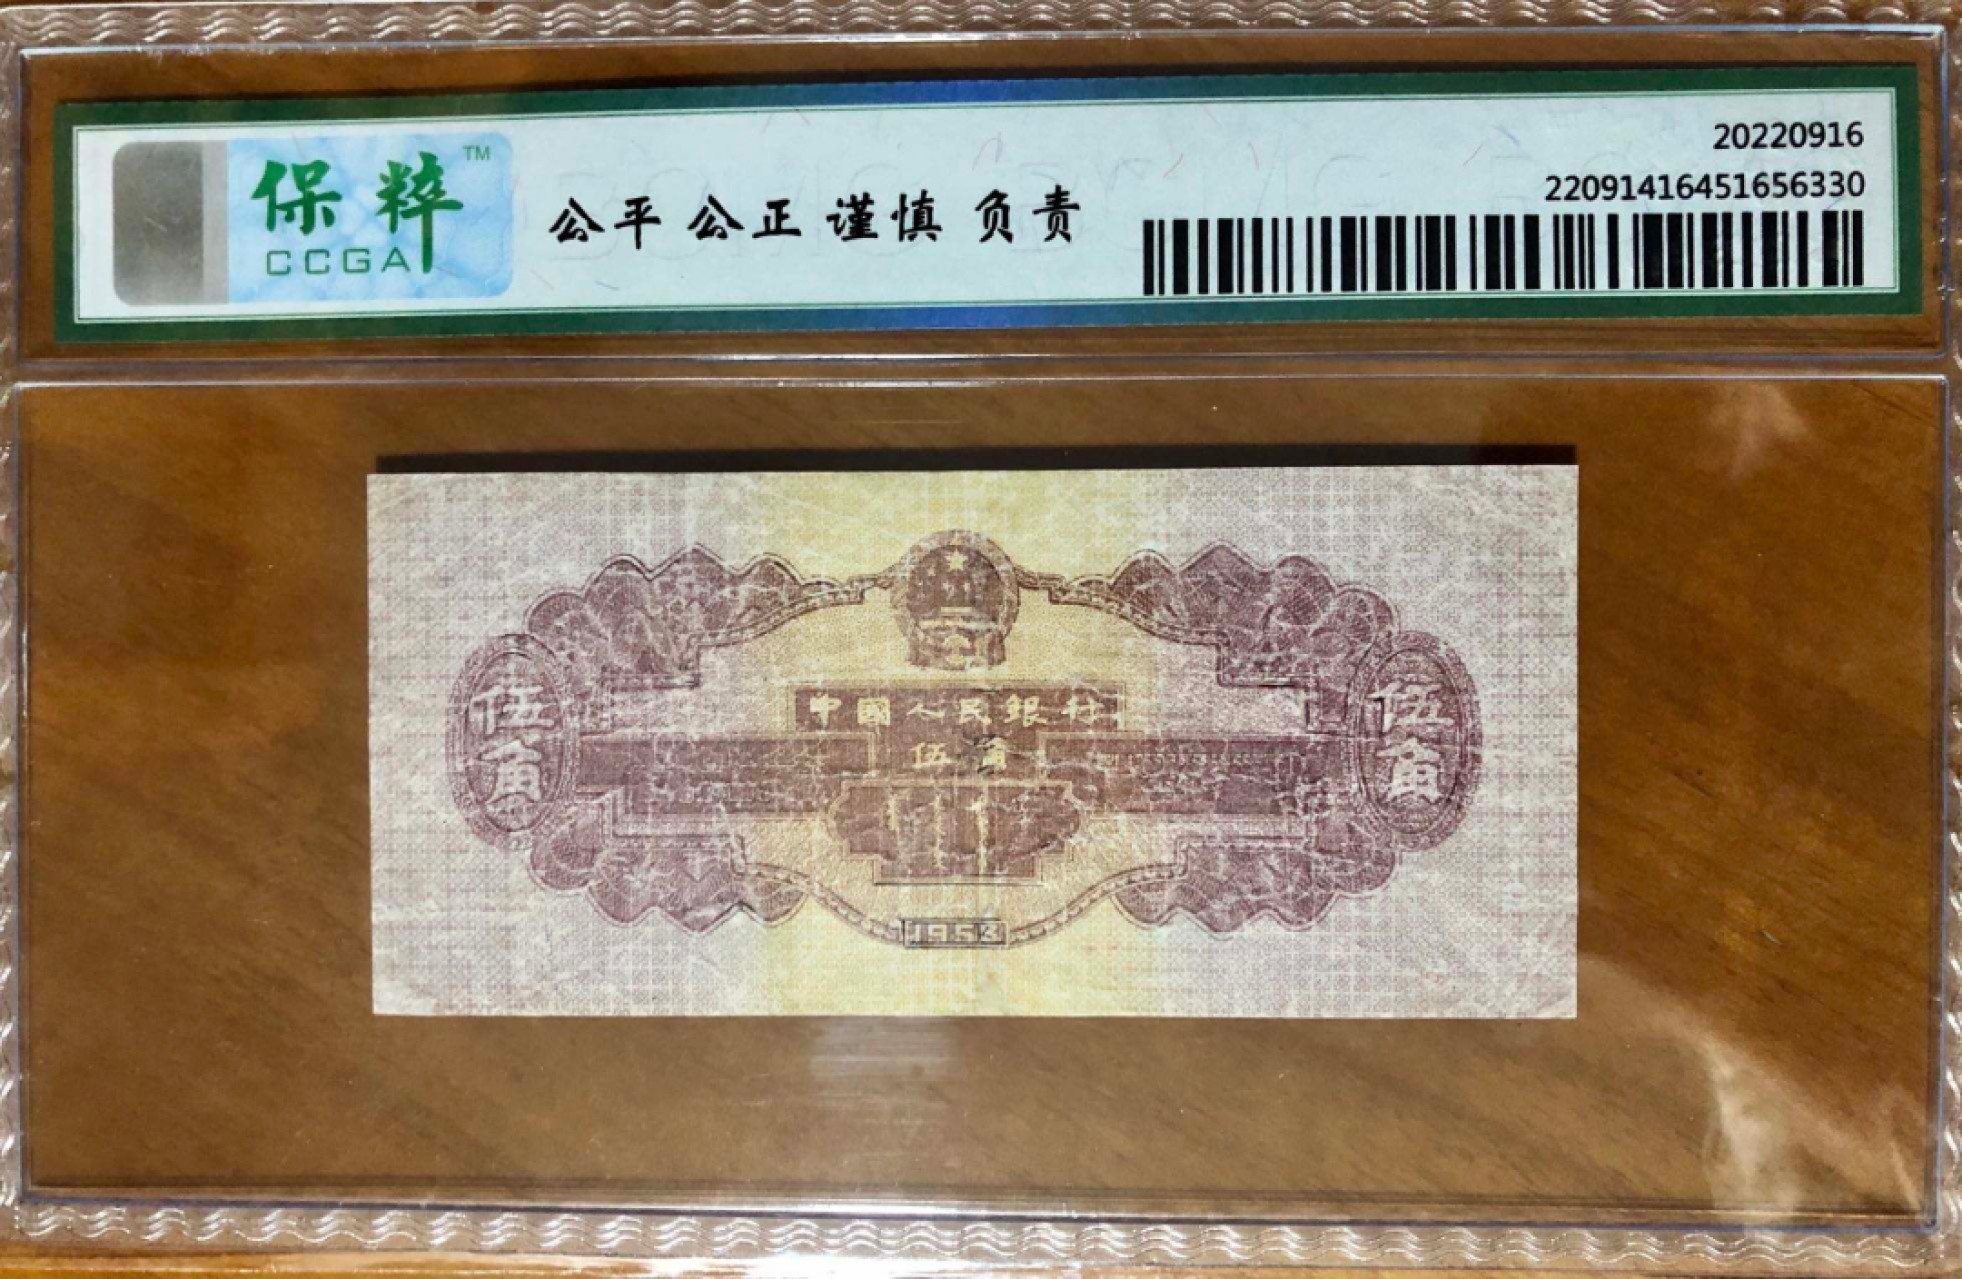 20220916
保粹 TM
CCGA
公平 公正 谨慎 负责
22091416451656330
中國人民銀行
伍角
伍角
伍角
1953